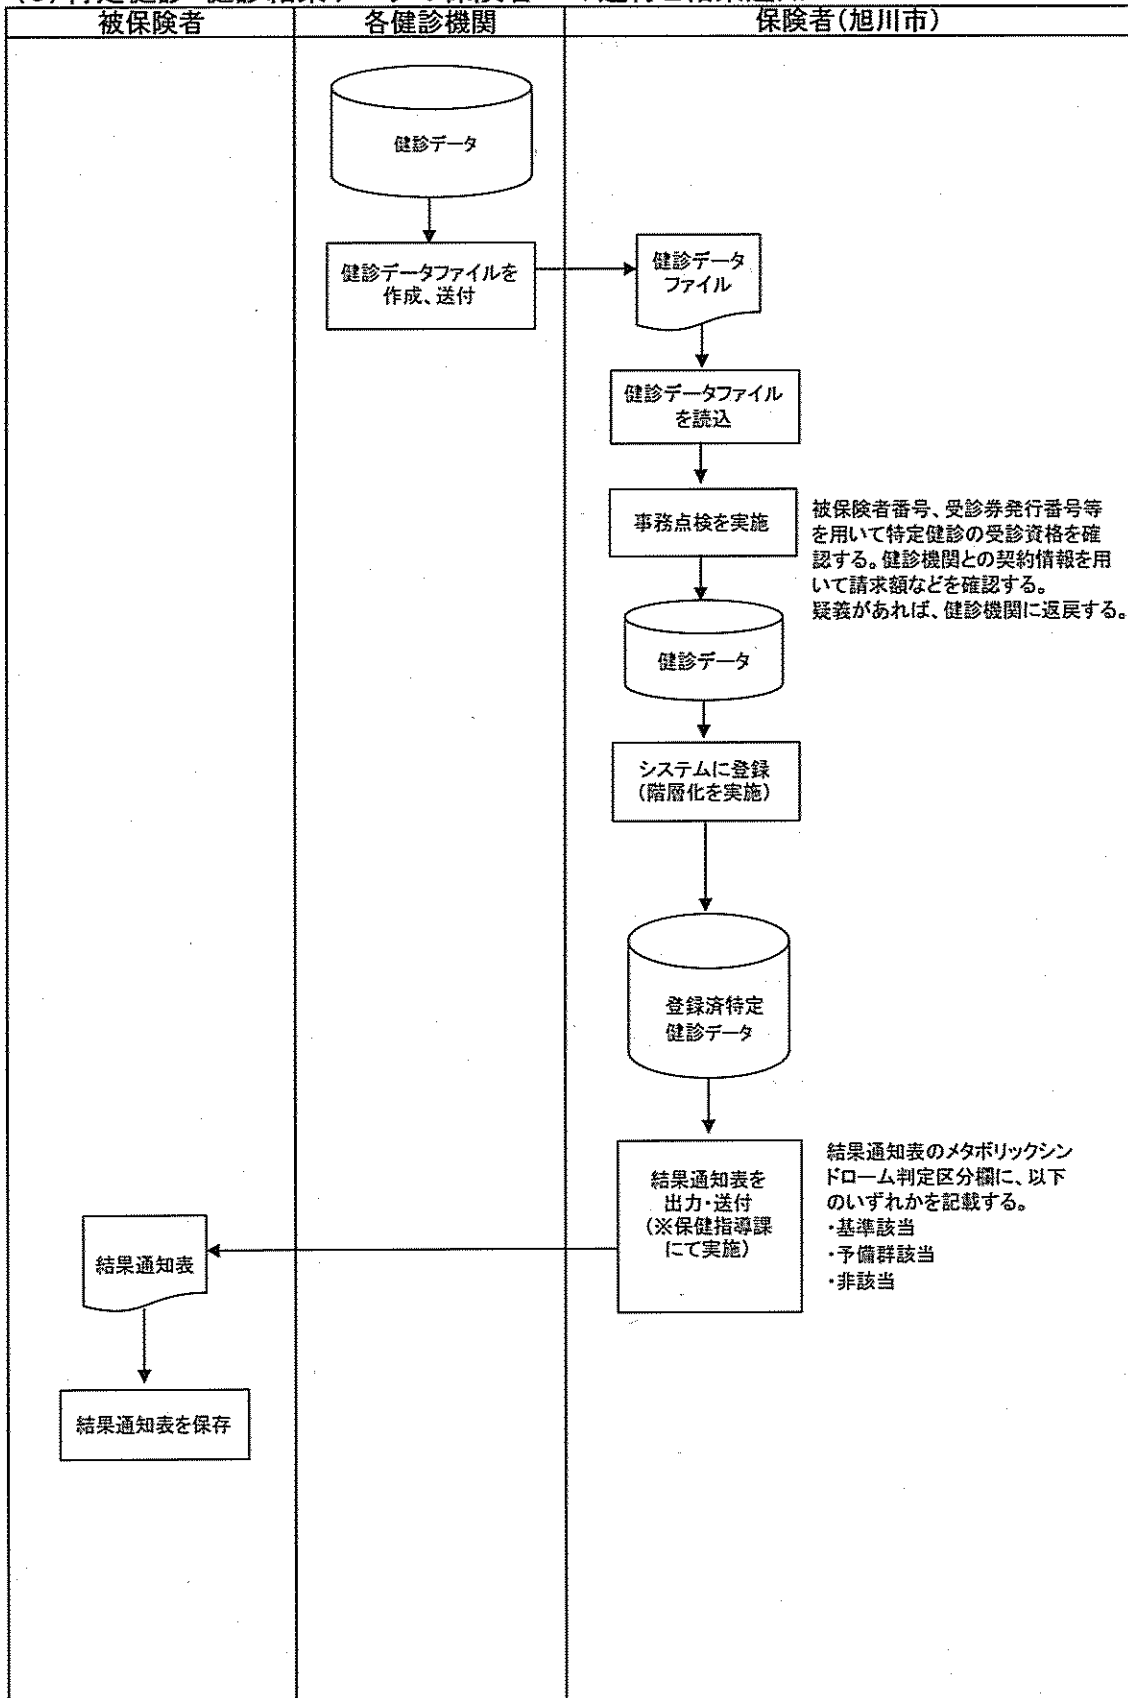 被保険者
各健診機関
保険者(旭川市)
健診データ
健診データファイルを
作成、送付
健診データ
ファイル
健診データファイル
を読込
事務点検を実施
被保険者番号、受診券発行番号等
を用いて特定健診の受診資格を確
認する。健診機関との契約情報を用
いて請求額などを確認する。
疑義があれば、健診機関に返戻する。
健診データ
システムに登録
(階層化を実施)
登録済特定
健診データ
結果通知表を
出力・送付
(※保健指導課
にて実施)
結果通知表のメタボリックシン
ドローム判定区分欄に、以下
のいずれかを記載する。
・基準該当
・予備群該当
・非該当
結果通知表
結果通知表を保存